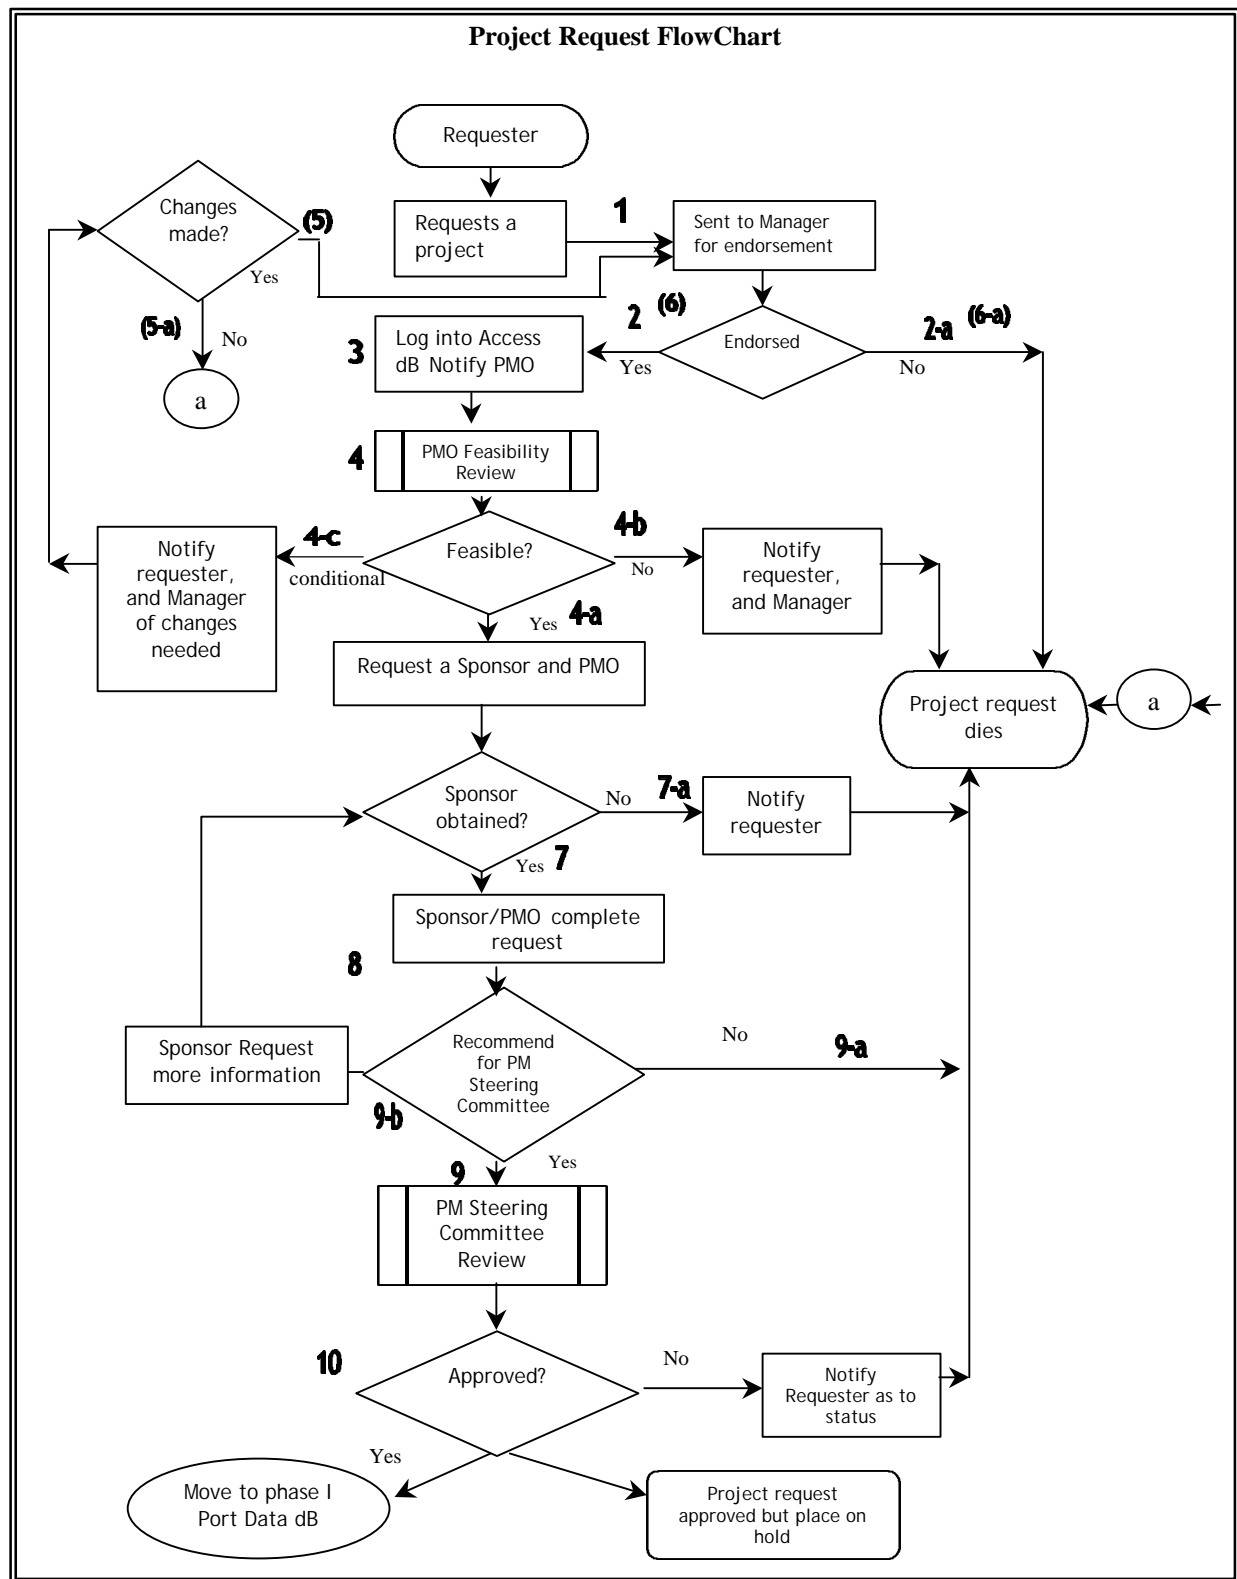 Project Request FlowChart
Requester
Changes
made?
(5)
Yes
Requests a
project
1
Sent to Manager
for endorsement
(5-a)
No
a
3
Log into Access
dB Notify PMO
2 (6)
Yes
Endorsed
2-a (6-a)
No
4
PMO Feasibility
Review
Notify
requester,
and Manager
of changes
needed
4-c
conditional
Feasible?
4-b
No
Notify
requester,
and Manager
Yes 4-a
Request a Sponsor and PMO
Project request
dies
a
Sponsor
obtained?
No
7-a
Notify
requester
Yes 7
Sponsor/PMO complete
request
8
Sponsor Request
more information
Recommend
for PM
Steering
Committee
No
9-a
9-b
9
Yes
PM Steering
Committee
Review
10
Approved?
No
Notify
Requester as to
status
Yes
Move to phase I
Port Data dB
Project request
approved but place on
hold